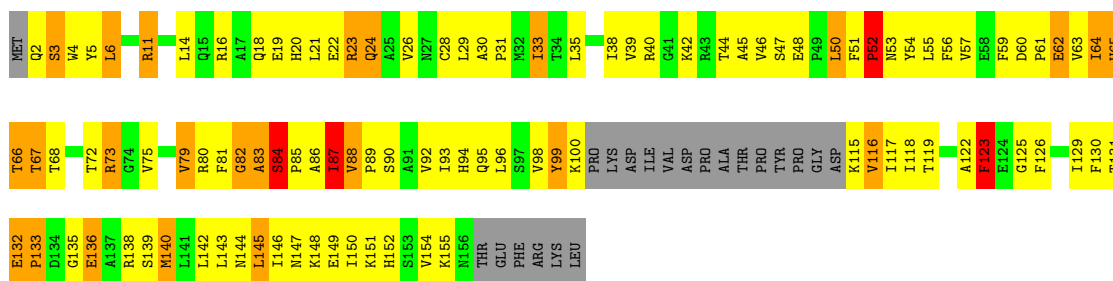 MET Q2 S3 W4 Y5 L6 R11 L14 Q15 R16 A17 Q18 E19 H20 L21 E22 R23 Q24 A25 V26 N27 C28 L29 A30 P31 M32 I33 T34 L35 I38 V39 R40 G41 K42 R43 T44 A45 V46 S47 E48 P49 L50 F51 P52 N53 Y54 L55 F56 V57 E58 F59 D60 P61 E62 V63 I64 H65
T66 T67 T68 T72 R73 G74 V75 V79 R80 F81 G82 A83 S84 P85 A86 I87 V88 P89 S90 A91 V92 I93 H94 Q95 L96 S97 V98 Y99 K100 PRO LYS ASP ILE VAL ASP PRO ALA THR PRO TYR PRO GLY ASP K115 V116 I117 I118 T119 A122 F123 E124 G125 F126 I129 F130 T131
E132 P133 D134 G135 E136 A137 R138 S139 M140 L141 L142 L143 N144 L145 I146 N147 K148 E149 I150 K151 H152 S153 V154 K155 N156 THR GLU PHE ARG LYS LEU